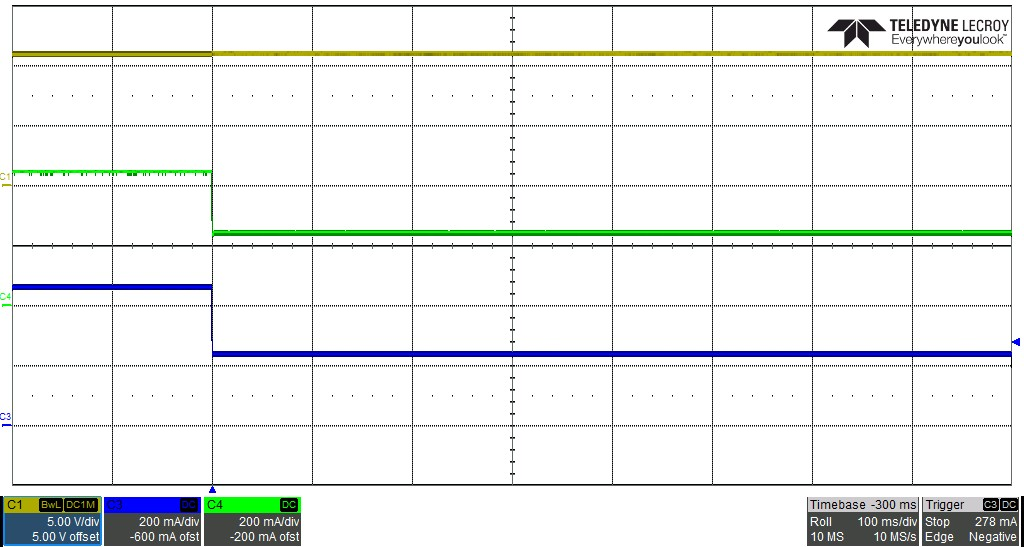 TELEDYNE LECROY
Everywhereyoulook™
C1
C4
C3
C1 BwL DC1M
5.00 V/div
5.00 V offset
C3 DC
200 mA/div
-600 mA ofst
C4 DC
200 mA/div
-200 mA ofst
Timebase -300 ms
Roll 100 ms/div
10 MS 10 MS/s
Trigger C3 DC
Stop 278 mA
Edge Negative